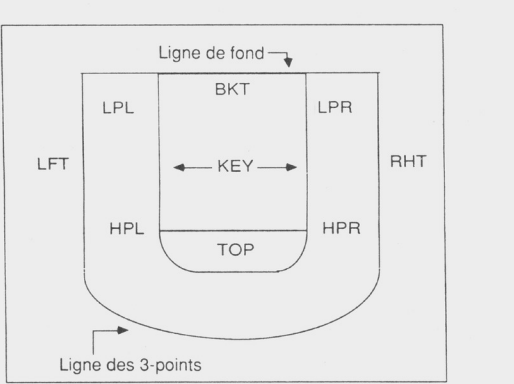 Ligne de fond
BKT
LPL
LPR
LFT
KEY
RHT
HPL
HPR
TOP
Ligne des 3-points